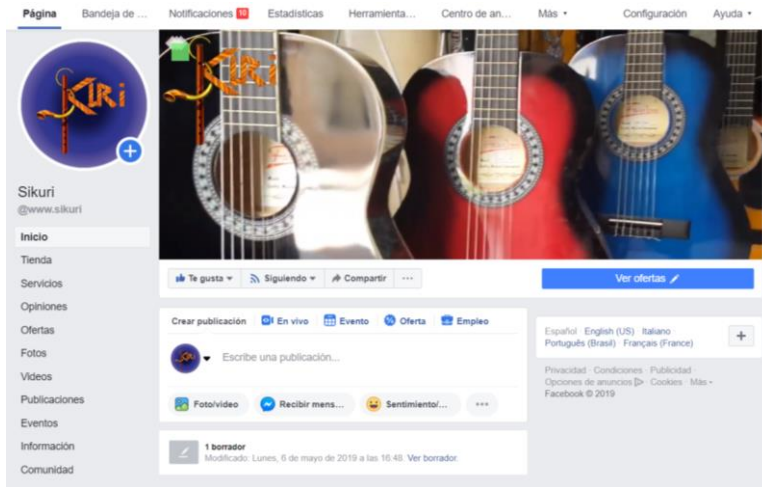 Página Bandeja de ... Notificaciones 10 Estadísticas Herramienta... Centro de an... Más Configuración Ayuda
KIRI
KIRI
Sikuri
@www.sikuri
Inicio
Tienda
Servicios
Opiniones
Ofertas
Fotos
Videos
Publicaciones
Eventos
Información
Comunidad
Te gusta Siguiendo Compartir ...
Ver ofertas
Crear publicación En vivo Evento Oferta Empleo
Escribe una publicación...
Foto/video Recibir mens... Sentimiento/... ...
1 borrador
Modificado: Lunes, 6 de mayo de 2019 a las 16:48. Ver borrador.
Español · English (US) · Italiano ·
Português (Brasil) · Français (France)
Privacidad · Condiciones · Publicidad ·
Opciones de anuncios · Cookies · Más
Facebook © 2019